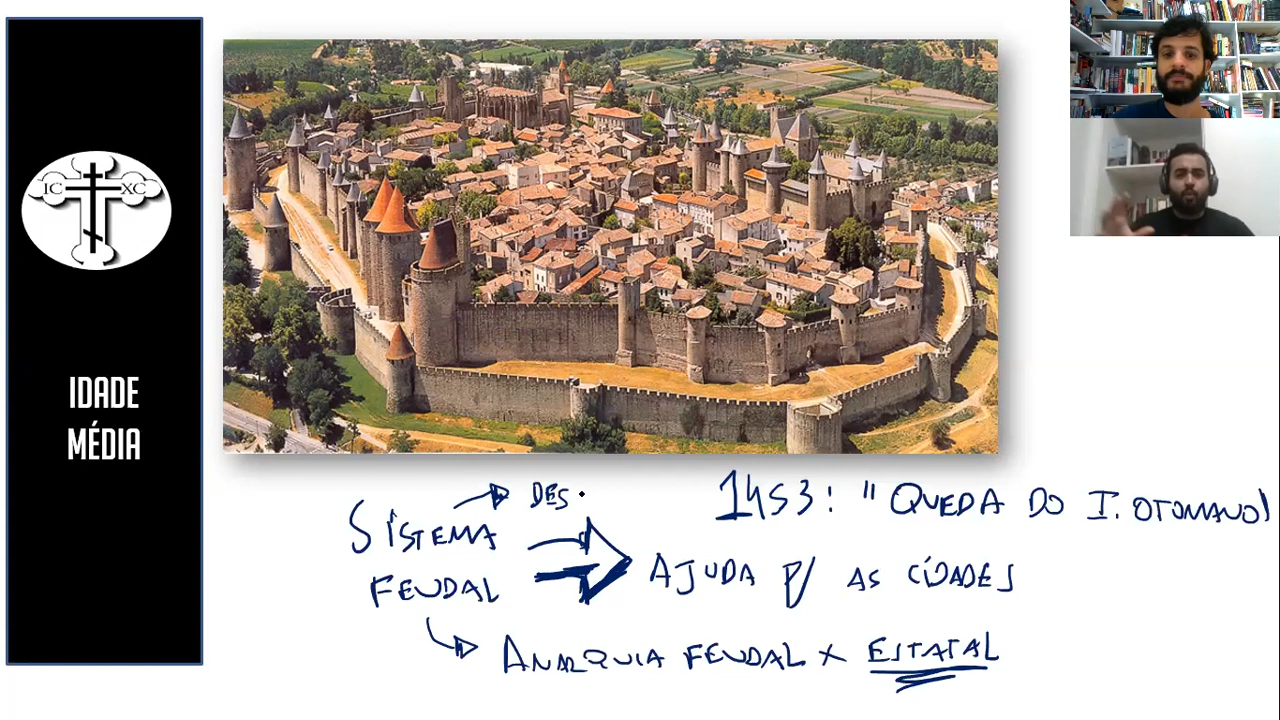 IC XC
IDADE
MÉDIA
SISTEMA → DES
FEUDAL
1453: " QUEDA DO I. OTOMANO)
AJUDA P/ AS CIDADES
ANARQUIA FEUDAL X ESTATAL